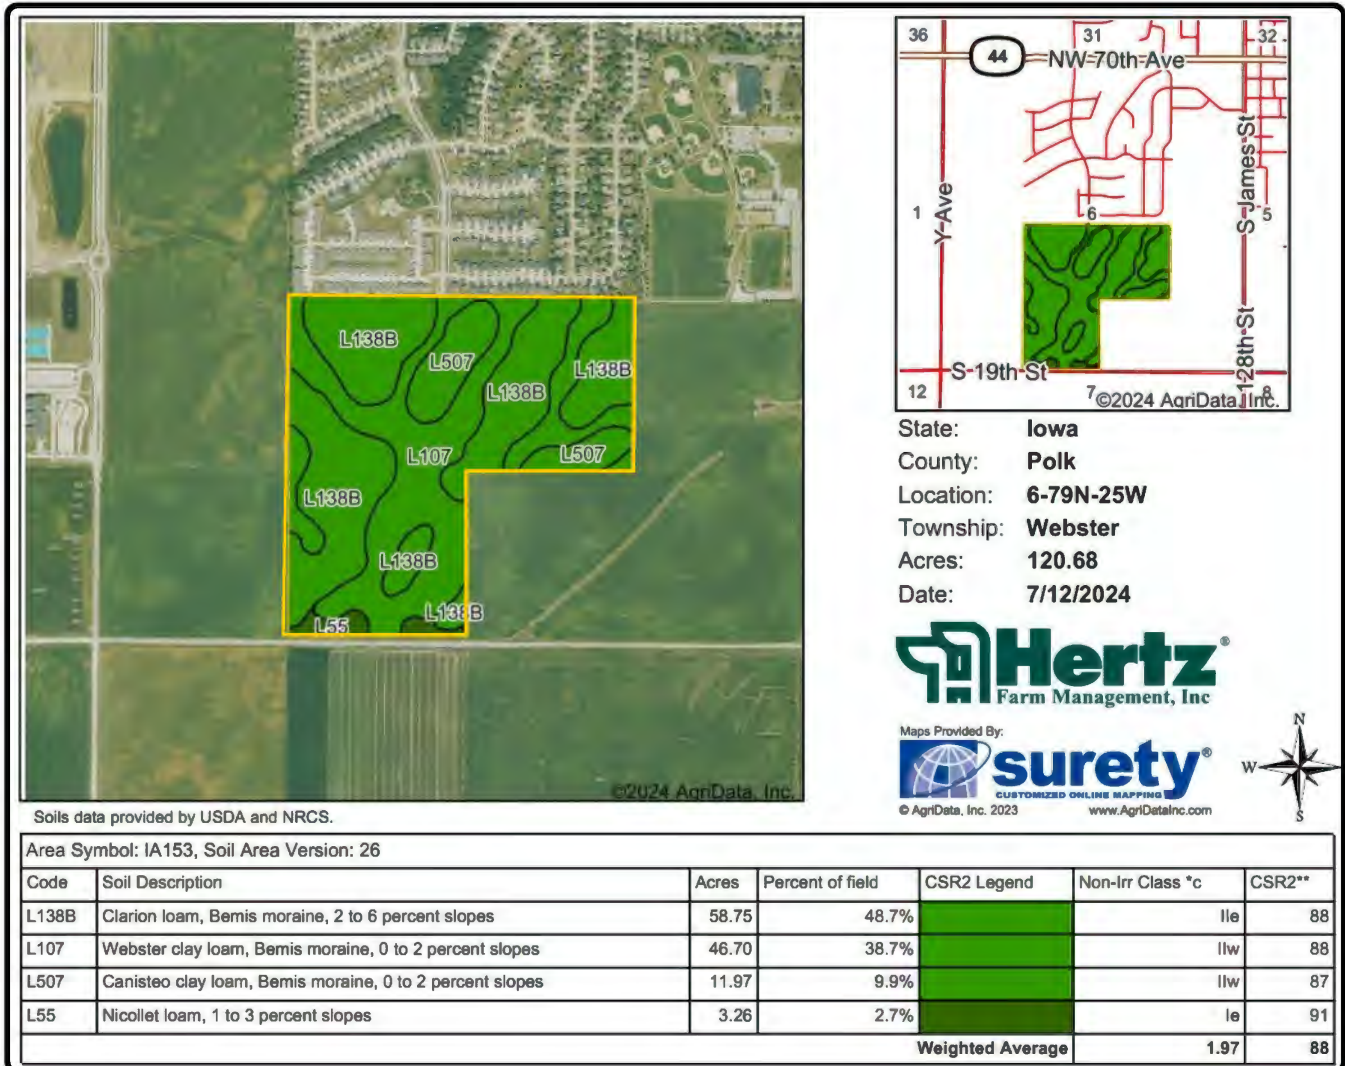 L138B
L507
L138B
L138B
L107
L507
L138B
L138B
L138B
L55
©2024 AgriData, Inc.
36
31
32
44
NW 70th Ave
1
Y Ave
6
S James St
5
128th St
S 19th St
12
7
8
©2024 AgriData, Inc.
State: Iowa
County: Polk
Location: 6-79N-25W
Township: Webster
Acres: 120.68
Date: 7/12/2024
Hertz®
Farm Management, Inc
Maps Provided By:
surety®
CUSTOMIZED ONLINE MAPPING
© AgriData, Inc. 2023 www.AgriDataInc.com
N
W
S
Soils data provided by USDA and NRCS.
Area Symbol: IA153, Soil Area Version: 26
Code Soil Description Acres Percent of field CSR2 Legend Non-Irr Class *c CSR2**
L138B Clarion loam, Bemis moraine, 2 to 6 percent slopes 58.75 48.7% IIe 88
L107 Webster clay loam, Bemis moraine, 0 to 2 percent slopes 46.70 38.7% IIw 88
L507 Canisteo clay loam, Bemis moraine, 0 to 2 percent slopes 11.97 9.9% IIw 87
L55 Nicollet loam, 1 to 3 percent slopes 3.26 2.7% Ie 91
Weighted Average 1.97 88